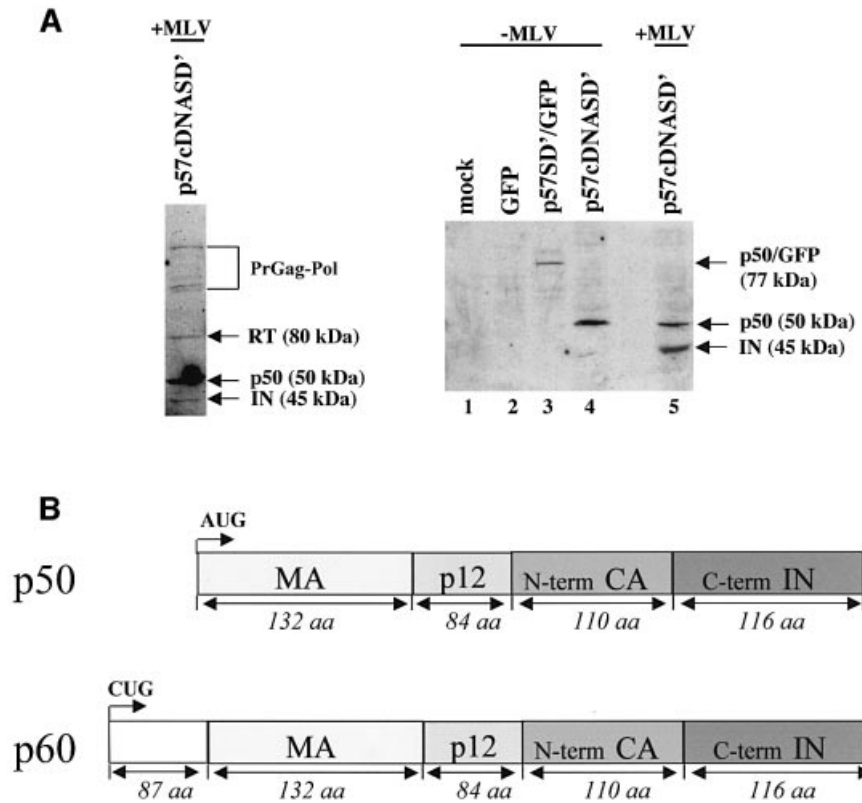 A
+MLV
p57cDNASD'
PrGag-Pol
RT (80 kDa)
p50 (50 kDa)
IN (45 kDa)
-MLV
+MLV
mock
GFP
p57SD'/GFP
p57cDNASD'
p57cDNASD'
p50/GFP
(77 kDa)
p50 (50 kDa)
IN (45 kDa)
1 2 3 4 5
B
AUG
p50 MA p12 N-term CA C-term IN
132 aa 84 aa 110 aa 116 aa
CUG
p60 MA p12 N-term CA C-term IN
87 aa 132 aa 84 aa 110 aa 116 aa